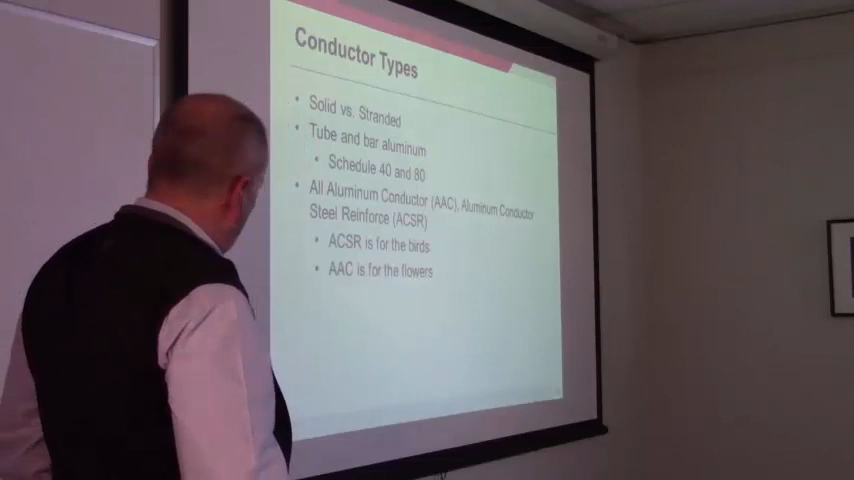 Conductor Types
• Solid vs. Stranded
• Tube and bar aluminum
• Schedule 40 and 80
• All Aluminum Conductor (AAC), Aluminum Conductor
Steel Reinforce (ACSR)
• ACSR is for the birds
• AAC is for the flowers